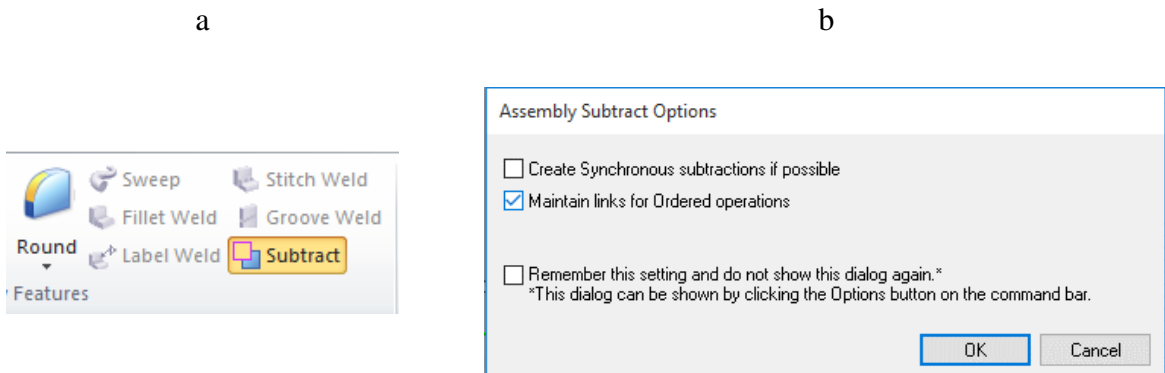 a
b
Sweep
Stitch Weld
Fillet Weld
Groove Weld
Round
Label Weld
Subtract
Features
Assembly Subtract Options
Create Synchronous subtractions if possible
Maintain links for Ordered operations
Remember this setting and do not show this dialog again.*
*This dialog can be shown by clicking the Options button on the command bar.
OK
Cancel